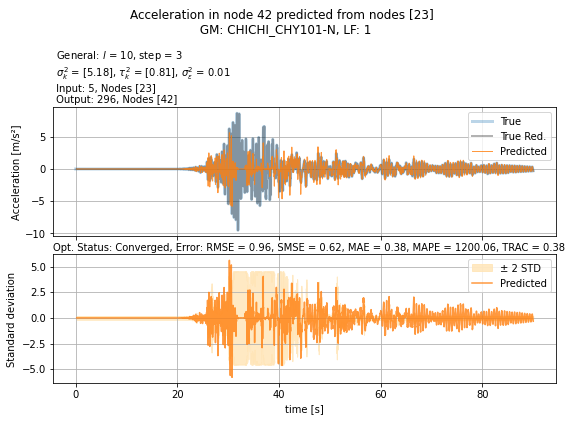 Acceleration in node 42 predicted from nodes [23]
GM: CHICHI_CHY101-N, LF: 1
General: l = 10, step = 3
σ²ₖ = [5.18], τ²ₖ = [0.81], σ²ε = 0.01
Input: 5, Nodes [23]
Output: 296, Nodes [42]
Acceleration [m/s²]
5
0
−5
−10
True
True Red.
Predicted
Opt. Status: Converged, Error: RMSE = 0.96, SMSE = 0.62, MAE = 0.38, MAPE = 1200.06, TRAC = 0.38
Standard deviation
5.0
2.5
0.0
−2.5
−5.0
± 2 STD
Predicted
0 20 40 60 80
time [s]